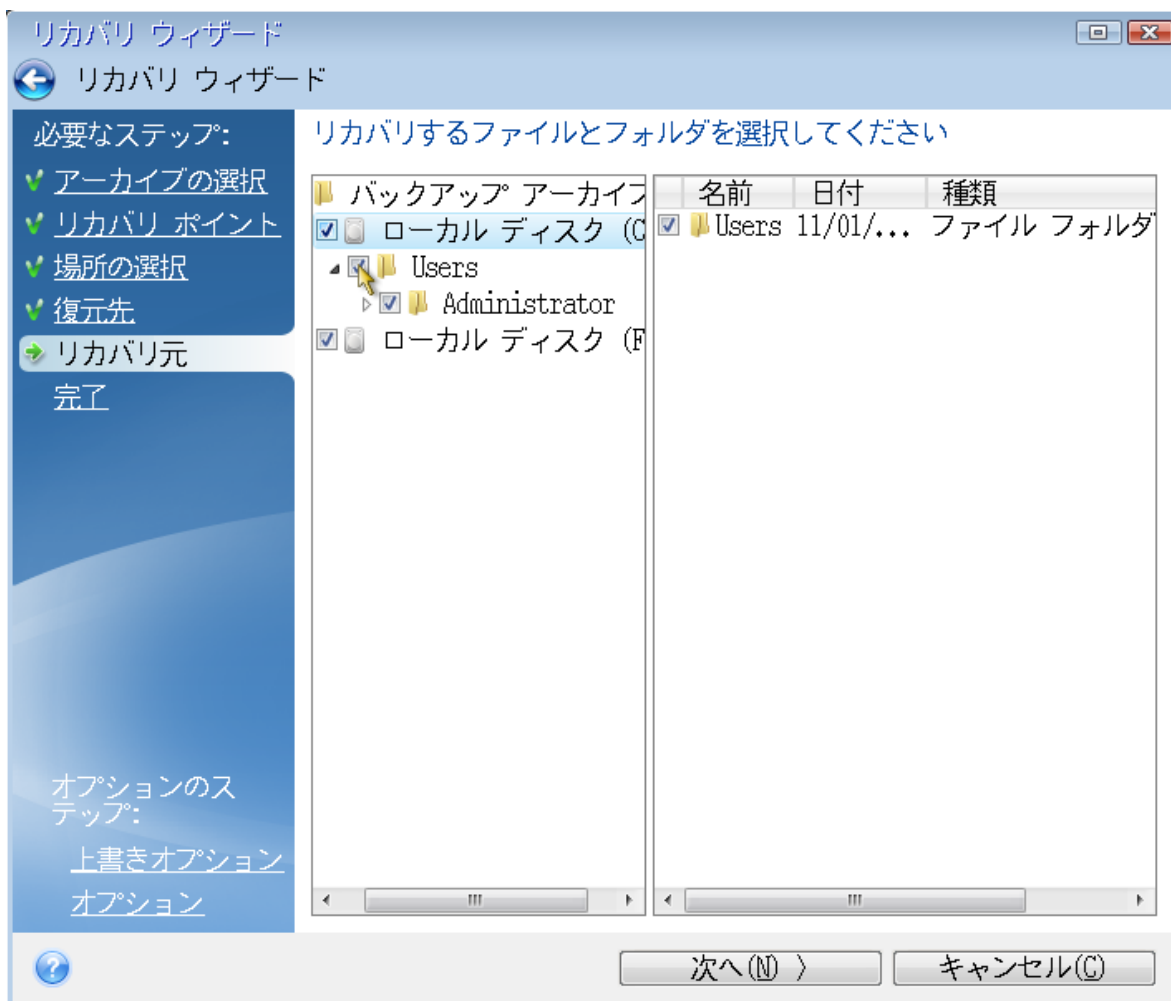 リカバリ ウィザード
リカバリ ウィザード
必要なステップ:
アーカイブの選択
リカバリ ポイント
場所の選択
復元先
リカバリ元
完了
オプションのス
テップ:
上書きオプション
オプション
リカバリするファイルとフォルダを選択してください
バックアップ アーカイブ
ローカル ディスク (C
Users
Administrator
ローカル ディスク (F
名前 日付 種類
Users 11/01/... ファイル フォルダ
次へ(N) 〉
キャンセル(C)